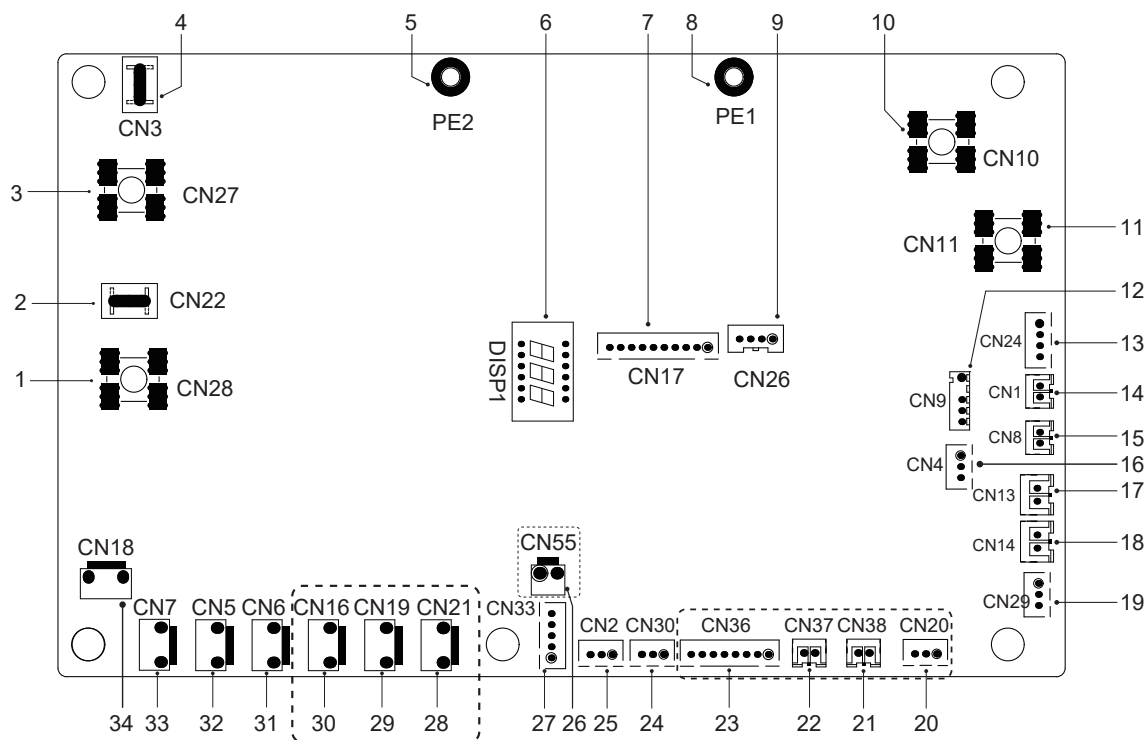 4 5 6 7 8 9 10
CN3 PE2 PE1
CN10
3 CN27
CN11 11
2 CN22
12
DISP1
CN24 13
CN17 CN26
1 CN28
CN9 CN1 14
CN8 15
CN4 16
CN13 17
CN14 18
CN18 CN55
CN29 19
CN7 CN5 CN6 CN16 CN19 CN21 CN33 CN2 CN30 CN36 CN37 CN38 CN20
34 33 32 31 30 29 28 27 26 25 24 23 22 21 20